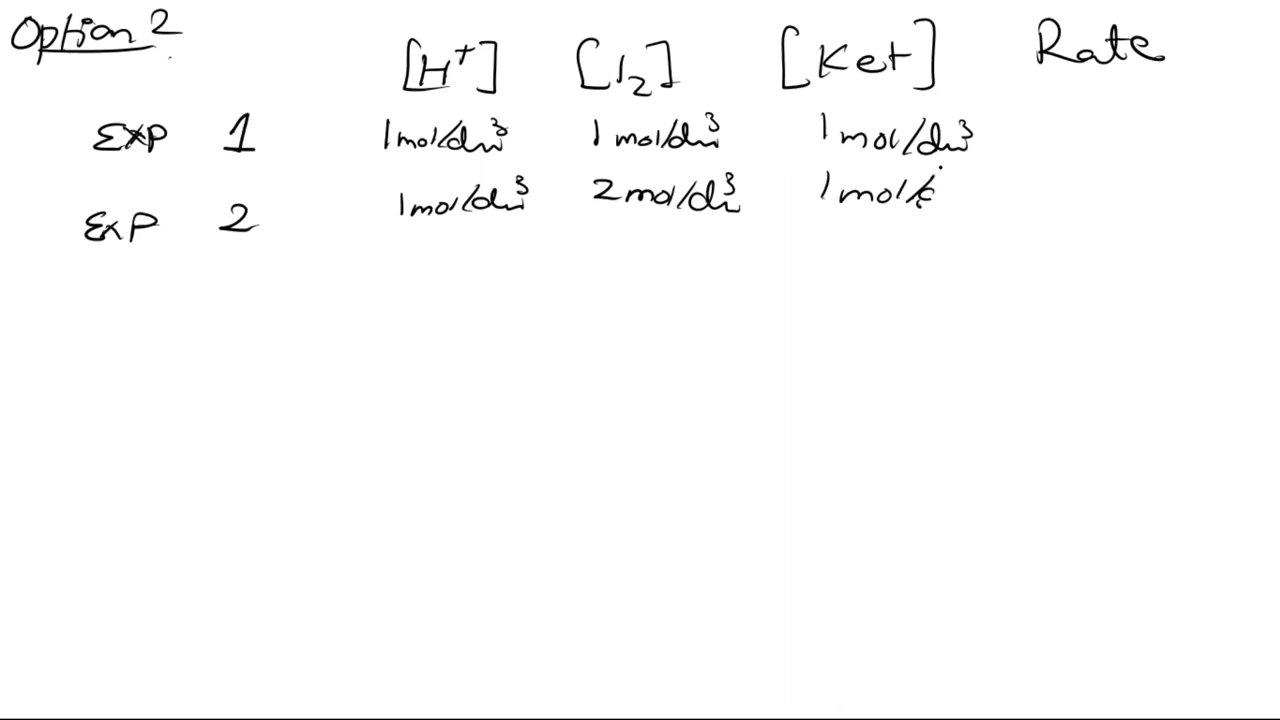 Option 2
[H⁺] [I₂] [Ket] Rate
Exp 1 1mol/dm³ 1mol/dm³ 1mol/dm³
Exp 2 1mol/dm³ 2mol/dm³ 1mol/